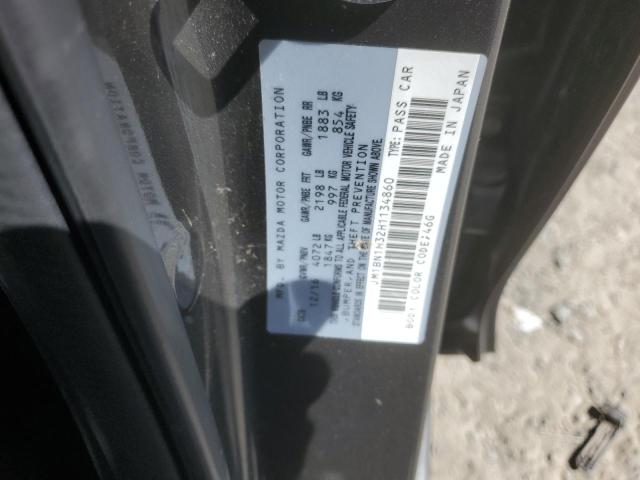 MFG. BY MAZDA MOTOR CORPORATION
GVWR/PNBV GAWR/PNBE FRT GAWR/PNBE RR
12/16 4072 LB 2198 LB 1883 LB
1847 KG 997 KG 854 KG
THIS VEHICLE CONFORMS TO ALL APPLICABLE FEDERAL MOTOR VEHICLE SAFETY,
BUMPER, AND THEFT PREVENTION
STANDARDS IN EFFECT ON THE DATE OF MANUFACTURE SHOWN ABOVE.
TYPE: PASS CAR
BODY COLOR CODE:46G
MADE IN JAPAN